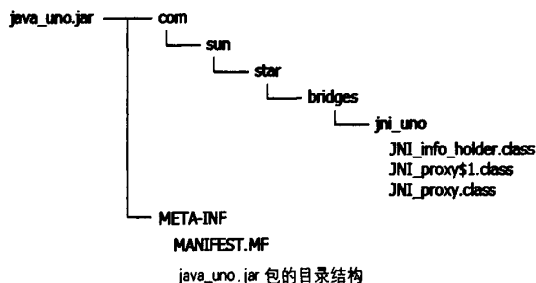 java_uno.jar com
sun
star
bridges
jni_uno
JNI_info_holder.class
JNI_proxy$1.class
JNI_proxy.class
META-INF
MANIFEST.MF
java_uno.jar 包的目录结构